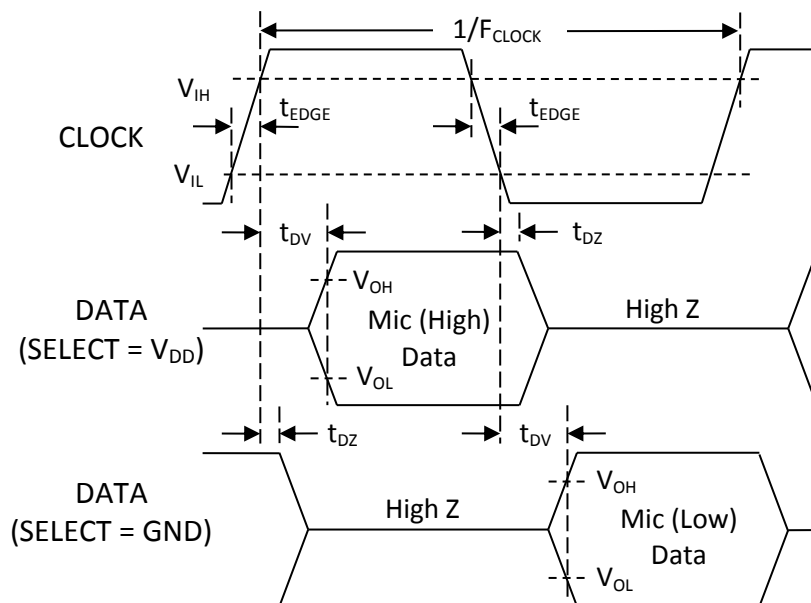 1/FCLOCK
VIH
tEDGE
tEDGE
CLOCK
VIL
tDV
tDZ
VOH
DATA
(SELECT = VDD)
Mic (High)
Data
High Z
VOL
tDZ
tDV
VOH
DATA
(SELECT = GND)
High Z
Mic (Low)
Data
VOL